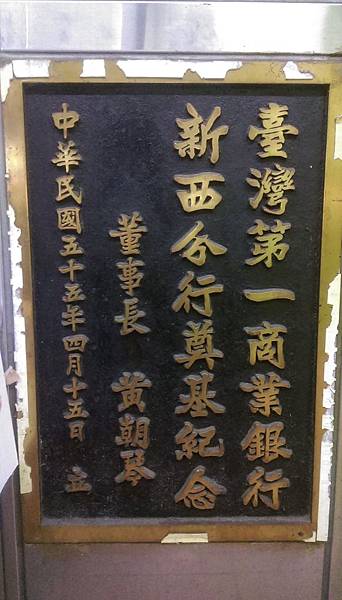 臺灣第一商業銀行
新西分行奠基紀念
董事長 黃朝琴
中華民國五十五年四月十五日 立